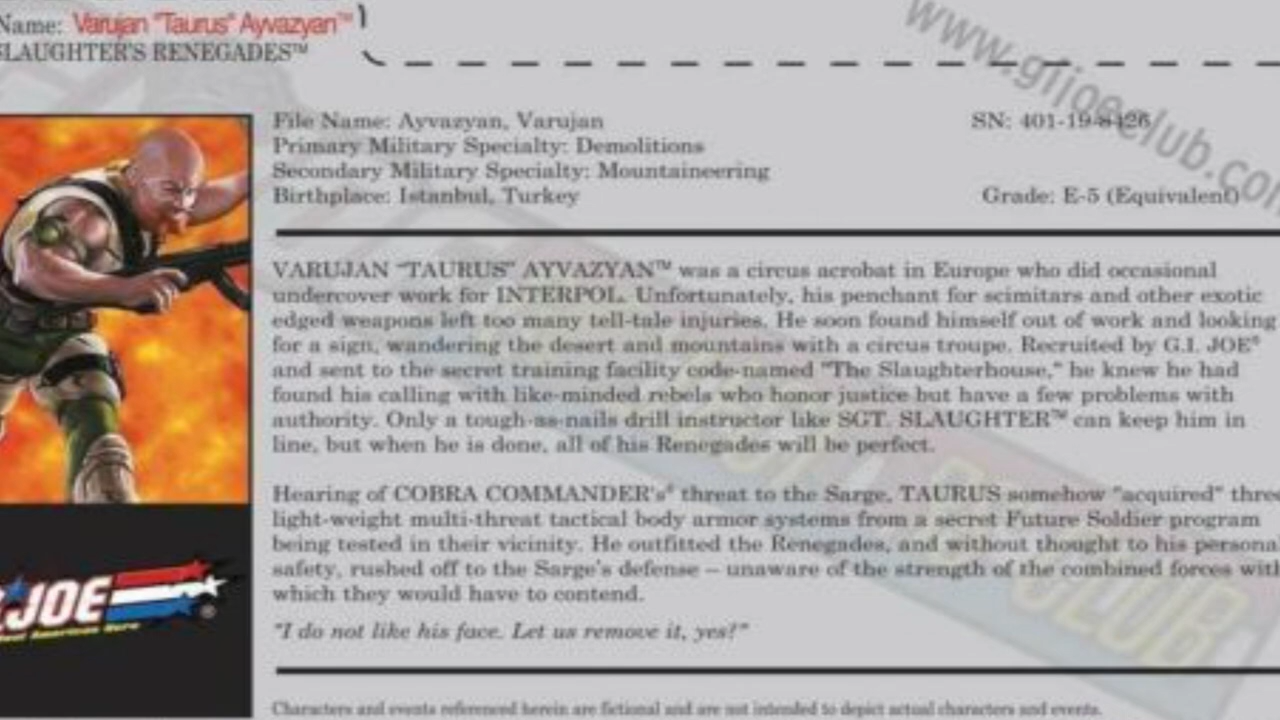 Name: Varujan "Taurus" Ayvazyan™
SLAUGHTER'S RENEGADES™
www.gijoeclub.com
File Name: Ayvazyan, Varujan
SN: 401-19-8426
Primary Military Specialty: Demolitions
Secondary Military Specialty: Mountaineering
Birthplace: Istanbul, Turkey
Grade: E-5 (Equivalent)
VARUJAN "TAURUS" AYVAZYAN™ was a circus acrobat in Europe who did occasional
undercover work for INTERPOL. Unfortunately, his penchant for scimitars and other exotic
edged weapons left too many tell-tale injuries. He soon found himself out of work and looking
for a sign, wandering the desert and mountains with a circus troupe. Recruited by G.I. JOE®
and sent to the secret training facility code-named "The Slaughterhouse," he knew he had
found his calling with like-minded rebels who honor justice but have a few problems with
authority. Only a tough-as-nails drill instructor like SGT. SLAUGHTER™ can keep him in
line, but when he is done, all of his Renegades will be perfect.
Hearing of COBRA COMMANDER's® threat to the Sarge, TAURUS somehow "acquired" three
light-weight multi-threat tactical body armor systems from a secret Future Soldier program
being tested in their vicinity. He outfitted the Renegades, and without thought to his personal
safety, rushed off to the Sarge's defense – unaware of the strength of the combined forces with
which they would have to contend.
"I do not like his face. Let us remove it, yes?"
JOE
CLUB
Characters and events referenced herein are fictional and are not intended to depict actual characters and events.